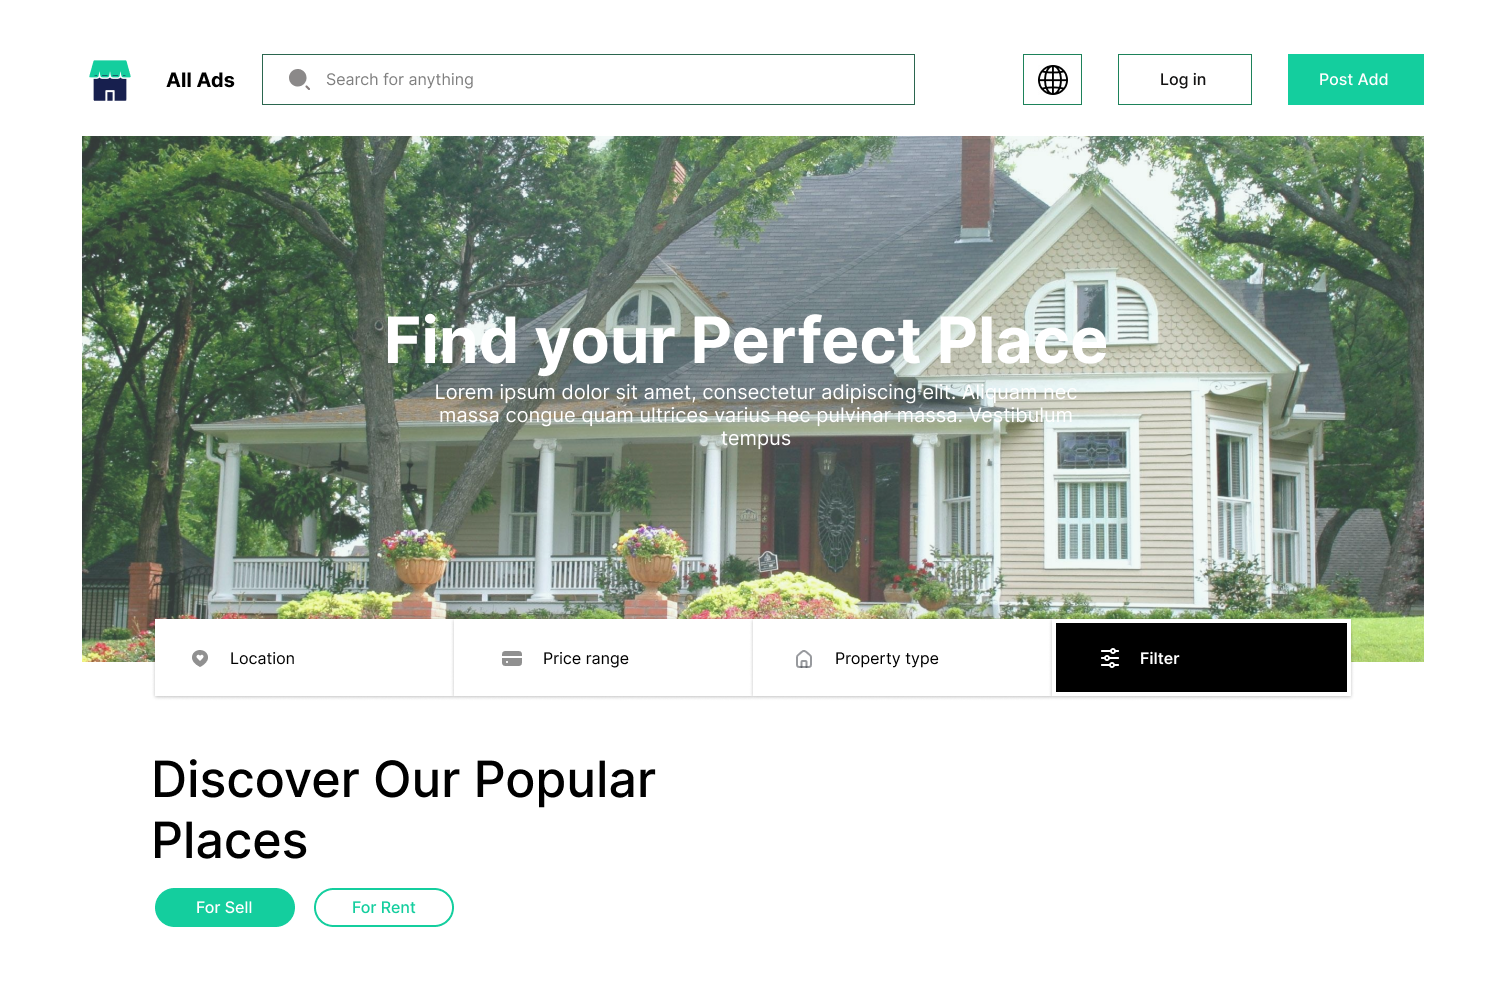 All Ads
Search for anything
Log in
Post Add
Find your Perfect Place
Lorem ipsum dolor sit amet, consectetur adipiscing elit. Aliquam nec
massa congue quam ultrices varius nec pulvinar massa. Vestibulum
tempus
Location
Price range
Property type
Filter
Discover Our Popular
Places
For Sell
For Rent